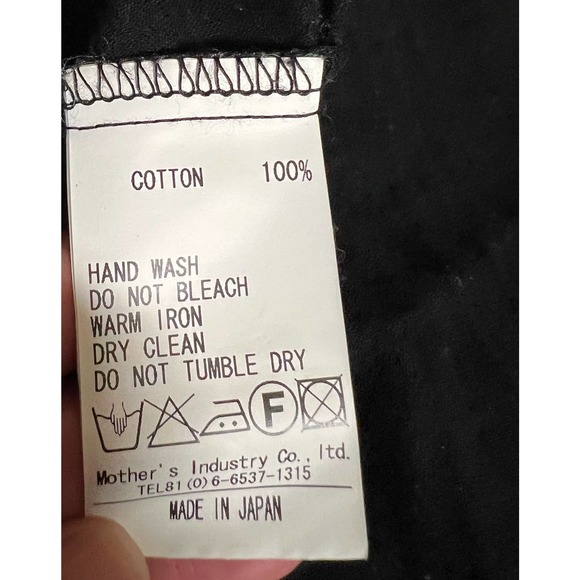 COTTON 100%
HAND WASH
DO NOT BLEACH
WARM IRON
DRY CLEAN
DO NOT TUMBLE DRY
F
Mother's Industry Co., ltd.
TEL81(0)6-6537-1315
MADE IN JAPAN